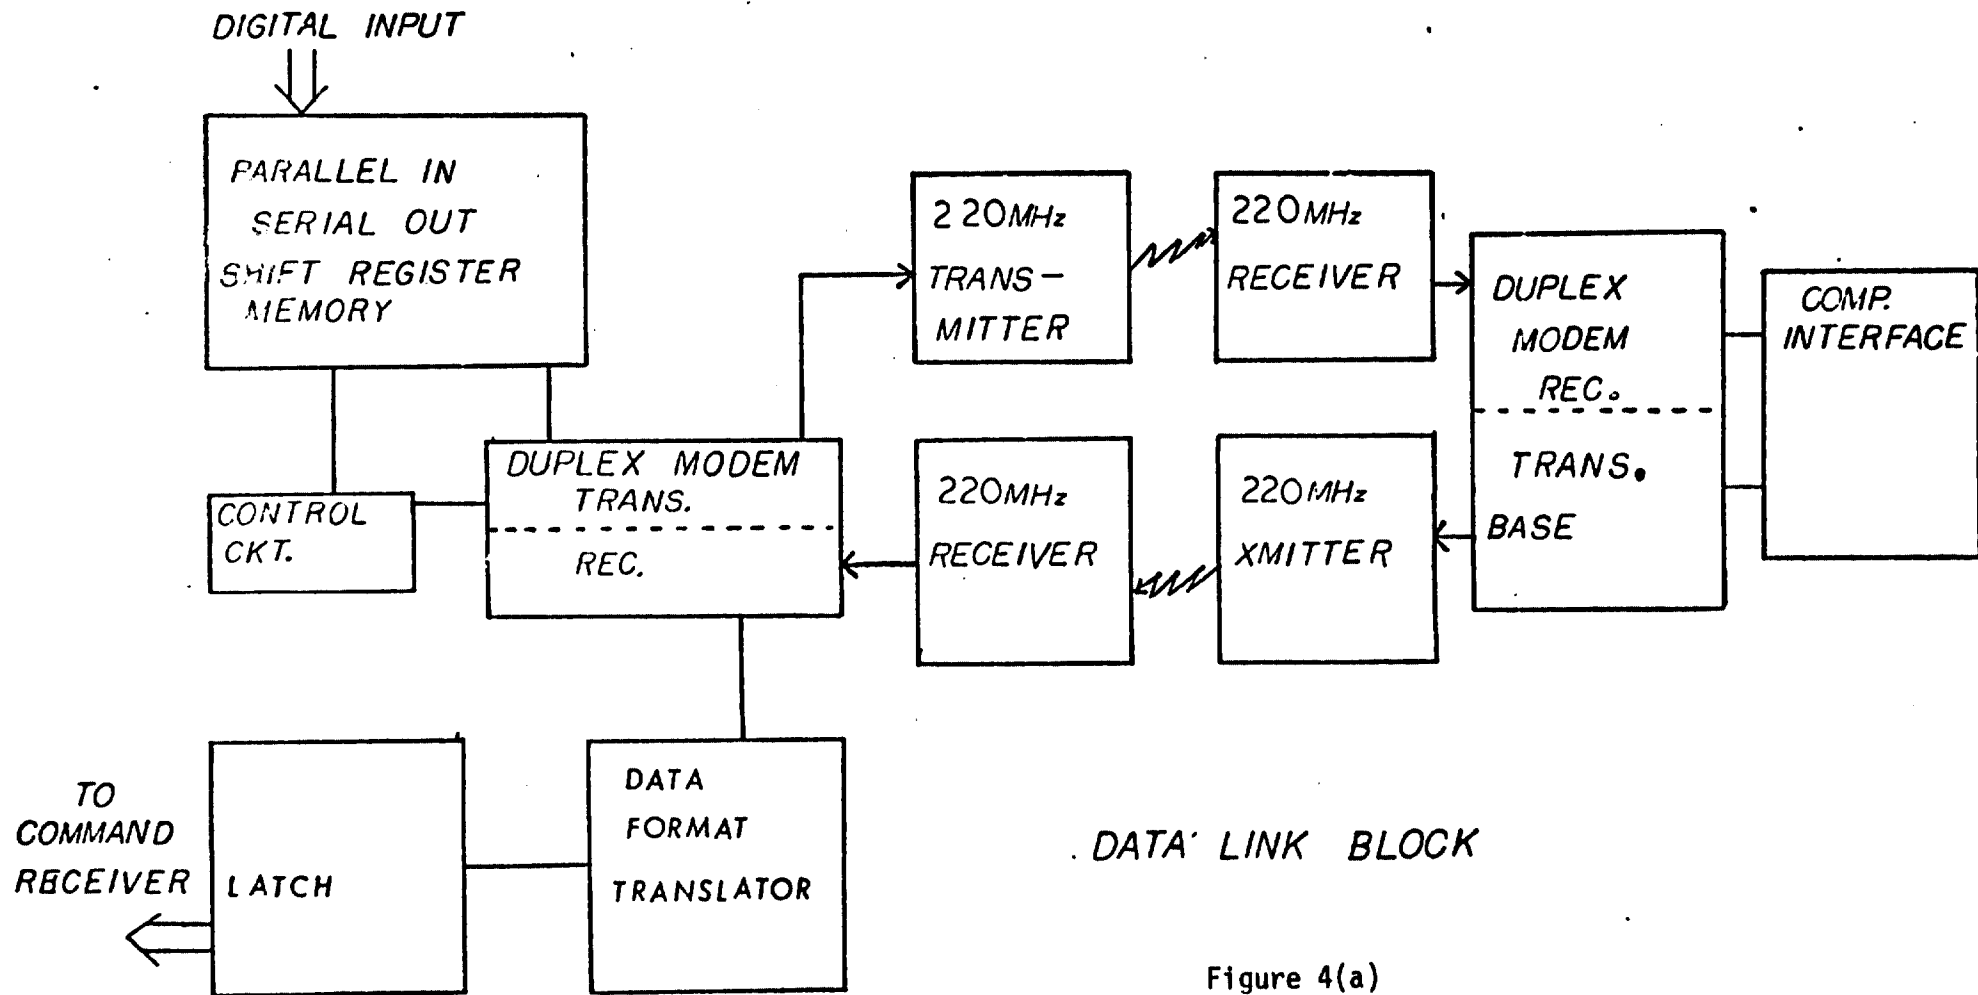 DIGITAL INPUT
PARALLEL IN
SERIAL OUT
SHIFT REGISTER
MEMORY
CONTROL
CKT.
DUPLEX MODEM
TRANS.
REC.
220MHz
TRANS-
MITTER
220MHz
RECEIVER
DUPLEX
MODEM
REC.
TRANS.
BASE
COMP.
INTERFACE
220MHz
RECEIVER
220MHz
XMITTER
TO
COMMAND
RECEIVER
LATCH
DATA
FORMAT
TRANSLATOR
DATA LINK BLOCK
Figure 4(a)